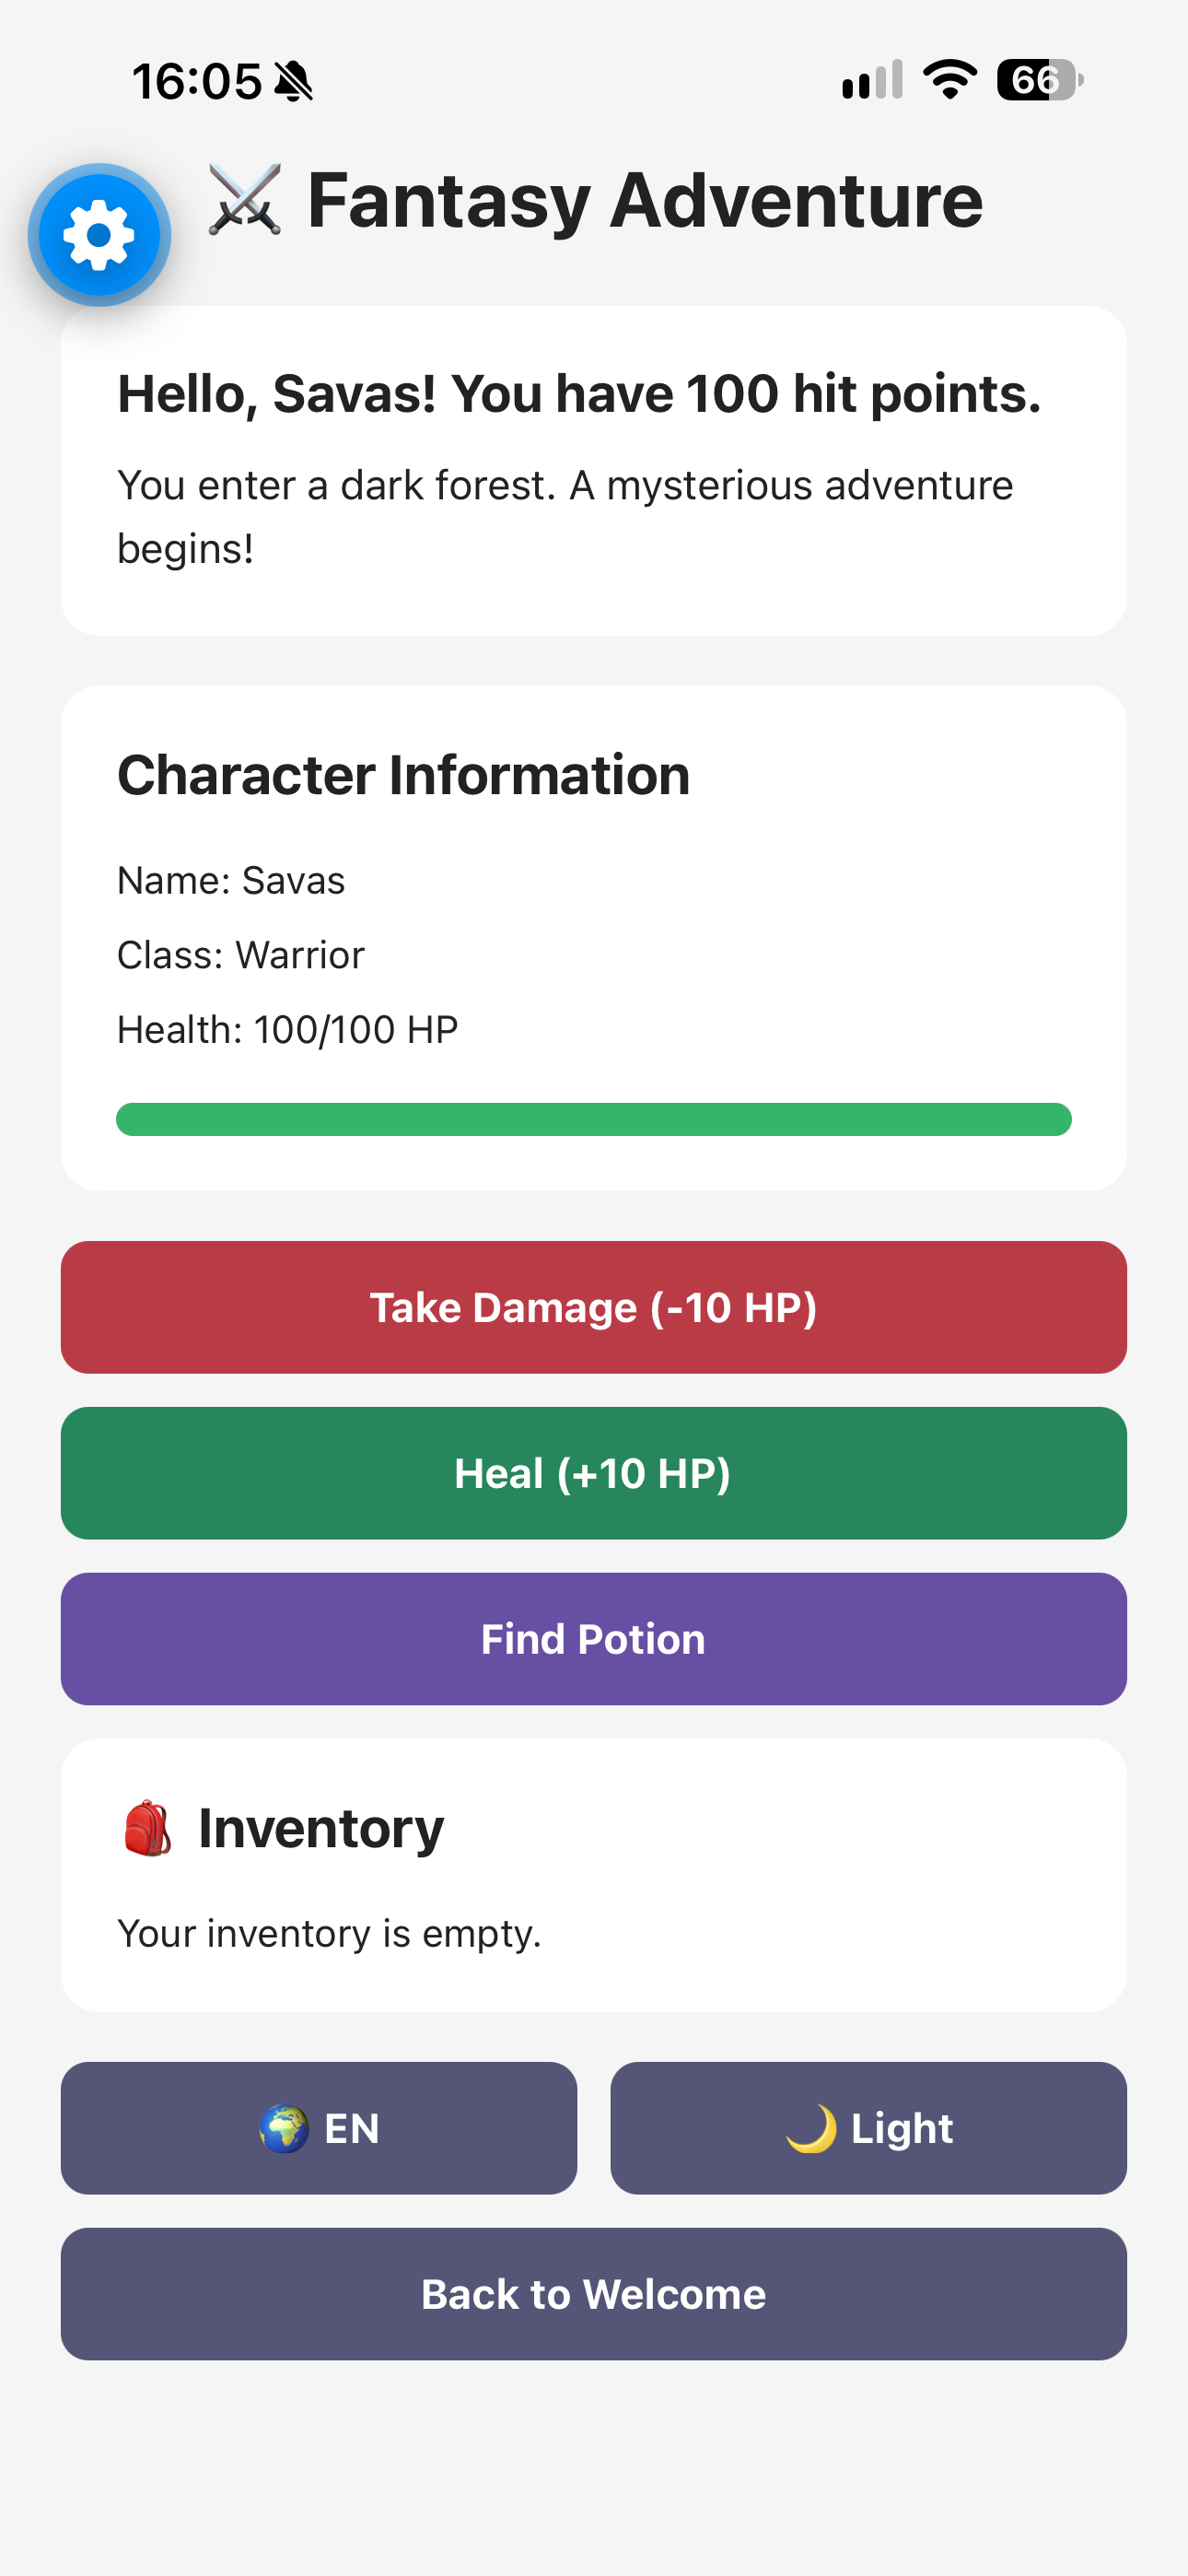 16:05
66
⚔️ Fantasy Adventure
Hello, Savas! You have 100 hit points.
You enter a dark forest. A mysterious adventure
begins!
Character Information
Name: Savas
Class: Warrior
Health: 100/100 HP
Take Damage (-10 HP)
Heal (+10 HP)
Find Potion
🎒 Inventory
Your inventory is empty.
🌍 EN
🌙 Light
Back to Welcome